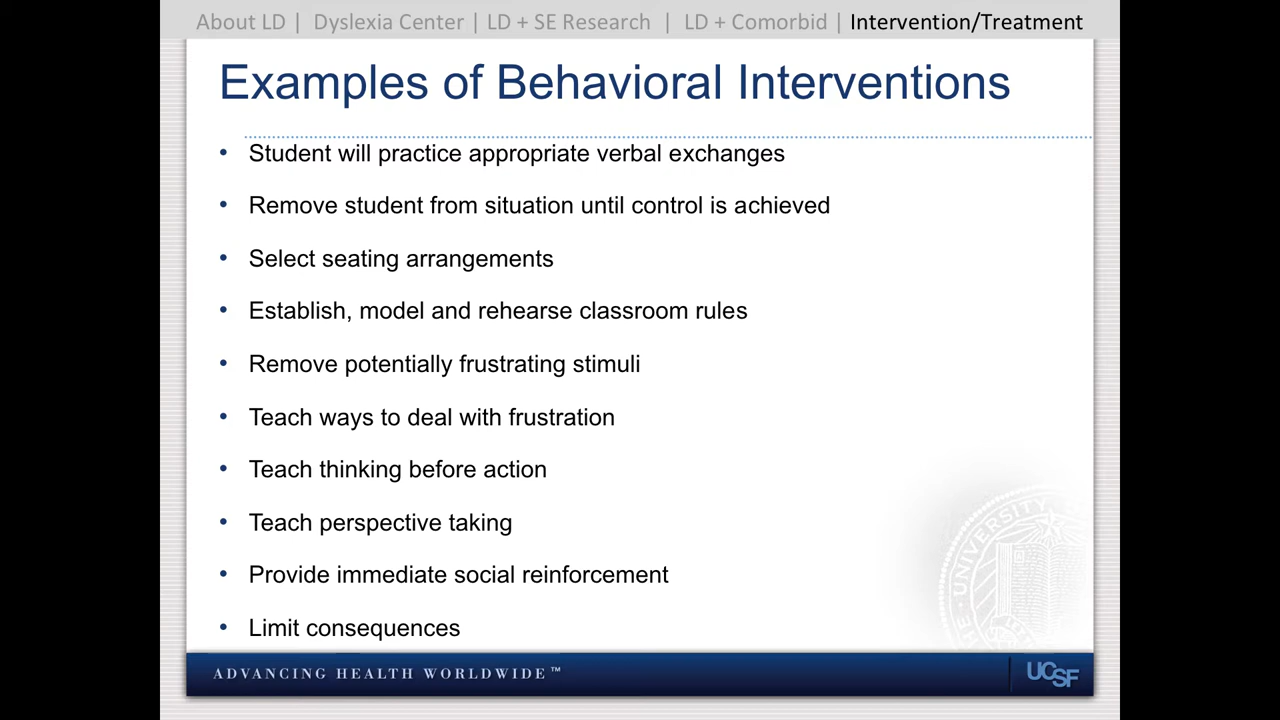 About LD | Dyslexia Center | LD + SE Research | LD + Comorbid | Intervention/Treatment
Examples of Behavioral Interventions
• Student will practice appropriate verbal exchanges
• Remove student from situation until control is achieved
• Select seating arrangements
• Establish, model and rehearse classroom rules
• Remove potentially frustrating stimuli
• Teach ways to deal with frustration
• Teach thinking before action
• Teach perspective taking
• Provide immediate social reinforcement
• Limit consequences
ADVANCING HEALTH WORLDWIDE™
UCSF